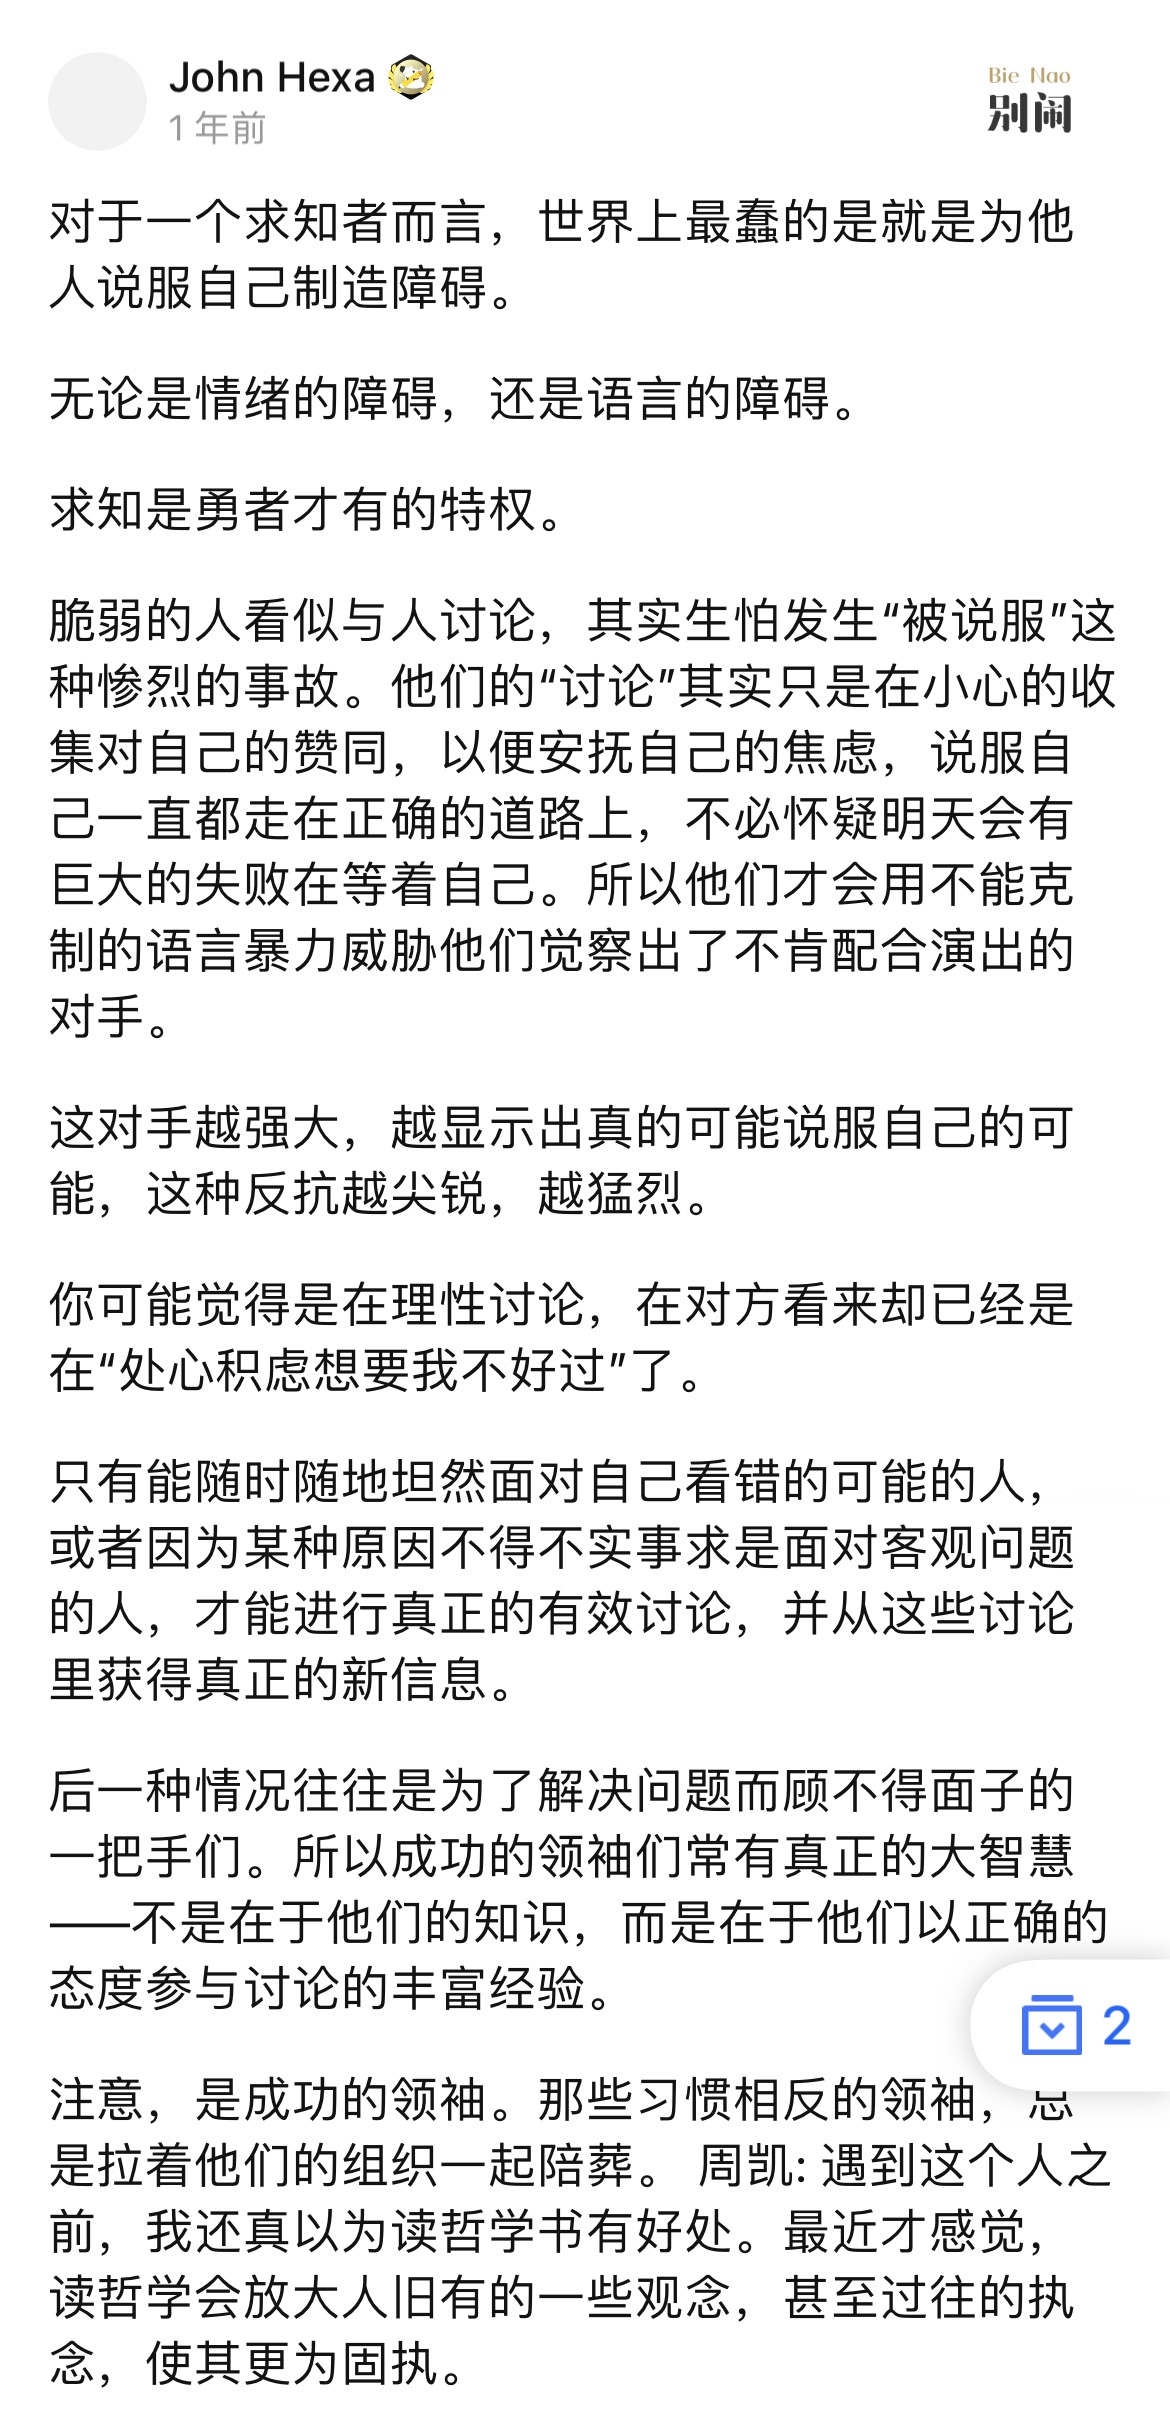 John Hexa
1 年前
Bie Nao
别闹
对于一个求知者而言，世界上最蠢的是就是为他
人说服自己制造障碍。
无论是情绪的障碍，还是语言的障碍。
求知是勇者才有的特权。
脆弱的人看似与人讨论，其实生怕发生“被说服”这
种惨烈的事故。他们的“讨论”其实只是在小心的收
集对自己的赞同，以便安抚自己的焦虑，说服自
己一直都走在正确的道路上，不必怀疑明天会有
巨大的失败在等着自己。所以他们才会用不能克
制的语言暴力威胁他们觉察出了不肯配合演出的
对手。
这对手越强大，越显示出真的可能说服自己的可
能，这种反抗越尖锐，越猛烈。
你可能觉得是在理性讨论，在对方看来却已经是
在“处心积虑想要我不好过”了。
只有能随时随地坦然面对自己看错的可能的人，
或者因为某种原因不得不实事求是面对客观问题
的人，才能进行真正的有效讨论，并从这些讨论
里获得真正的新信息。
后一种情况往往是为了解决问题而顾不得面子的
一把手们。所以成功的领袖们常有真正的大智慧
——不是在于他们的知识，而是在于他们以正确的
态度参与讨论的丰富经验。
2
注意，是成功的领袖。那些习惯相反的领袖，总
是拉着他们的组织一起陪葬。 周凯: 遇到这个人之
前，我还真以为读哲学书有好处。最近才感觉，
读哲学会放大人旧有的一些观念，甚至过往的执
念，使其更为固执。